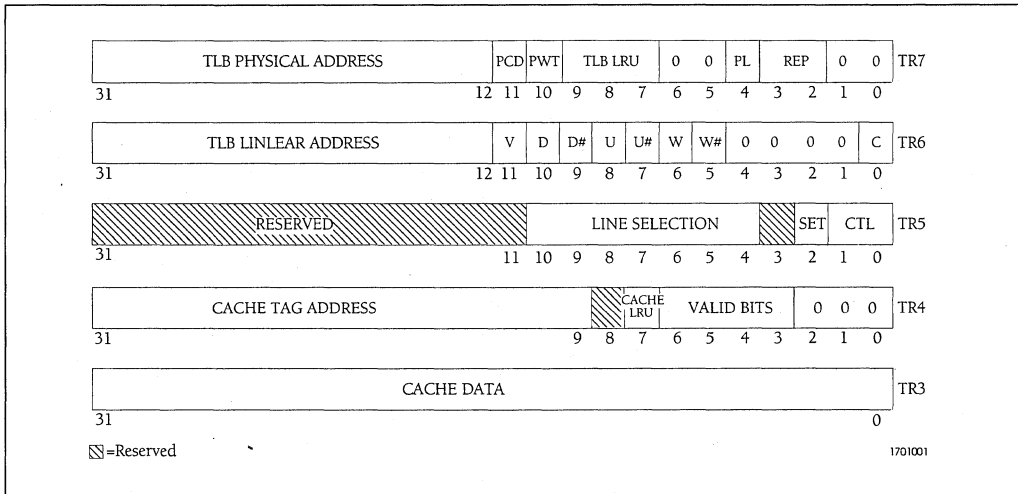 TLB PHYSICAL ADDRESS PCD PWT TLB LRU 0 0 PL REP 0 0 TR7
31 12 11 10 9 8 7 6 5 4 3 2 1 0
TLB LINLEAR ADDRESS V D D# U U# W W# 0 0 0 0 C TR6
31 12 11 10 9 8 7 6 5 4 3 2 1 0
RESERVED LINE SELECTION SET CTL TR5
31 11 10 9 8 7 6 5 4 3 2 1 0
CACHE TAG ADDRESS CACHE LRU VALID BITS 0 0 0 TR4
31 9 8 7 6 5 4 3 2 1 0
CACHE DATA TR3
31 0
=Reserved 1701001